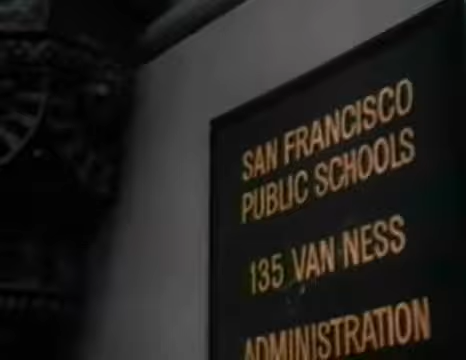 SAN FRANCISCO
PUBLIC SCHOOLS
135 VAN NESS
ADMINISTRATION